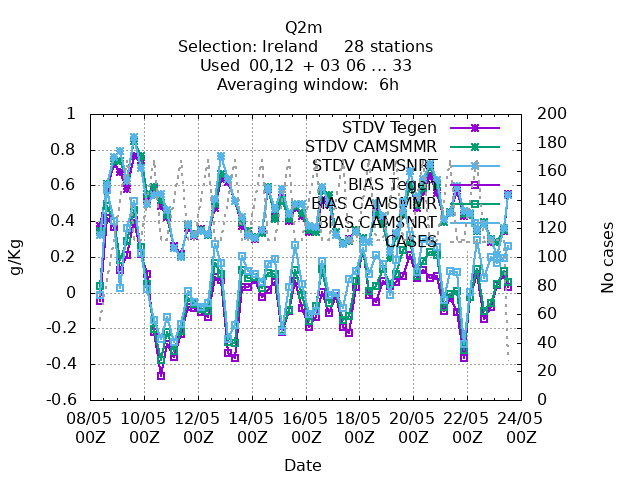 Q2m
Selection: Ireland 28 stations
Used 00,12 + 03 06 ... 33
Averaging window: 6h
1
0.8
0.6
0.4
0.2
0
-0.2
-0.4
-0.6
g/Kg
STDV Tegen
STDV CAMSMMR
STDV CAMSNRT
BIAS Tegen
BIAS CAMSMMR
BIAS CAMSNRT
CASES
200
180
160
140
120
100
80
60
40
20
0
No cases
08/05 10/05 12/05 14/05 16/05 18/05 20/05 22/05 24/05
00Z 00Z 00Z 00Z 00Z 00Z 00Z 00Z 00Z
Date